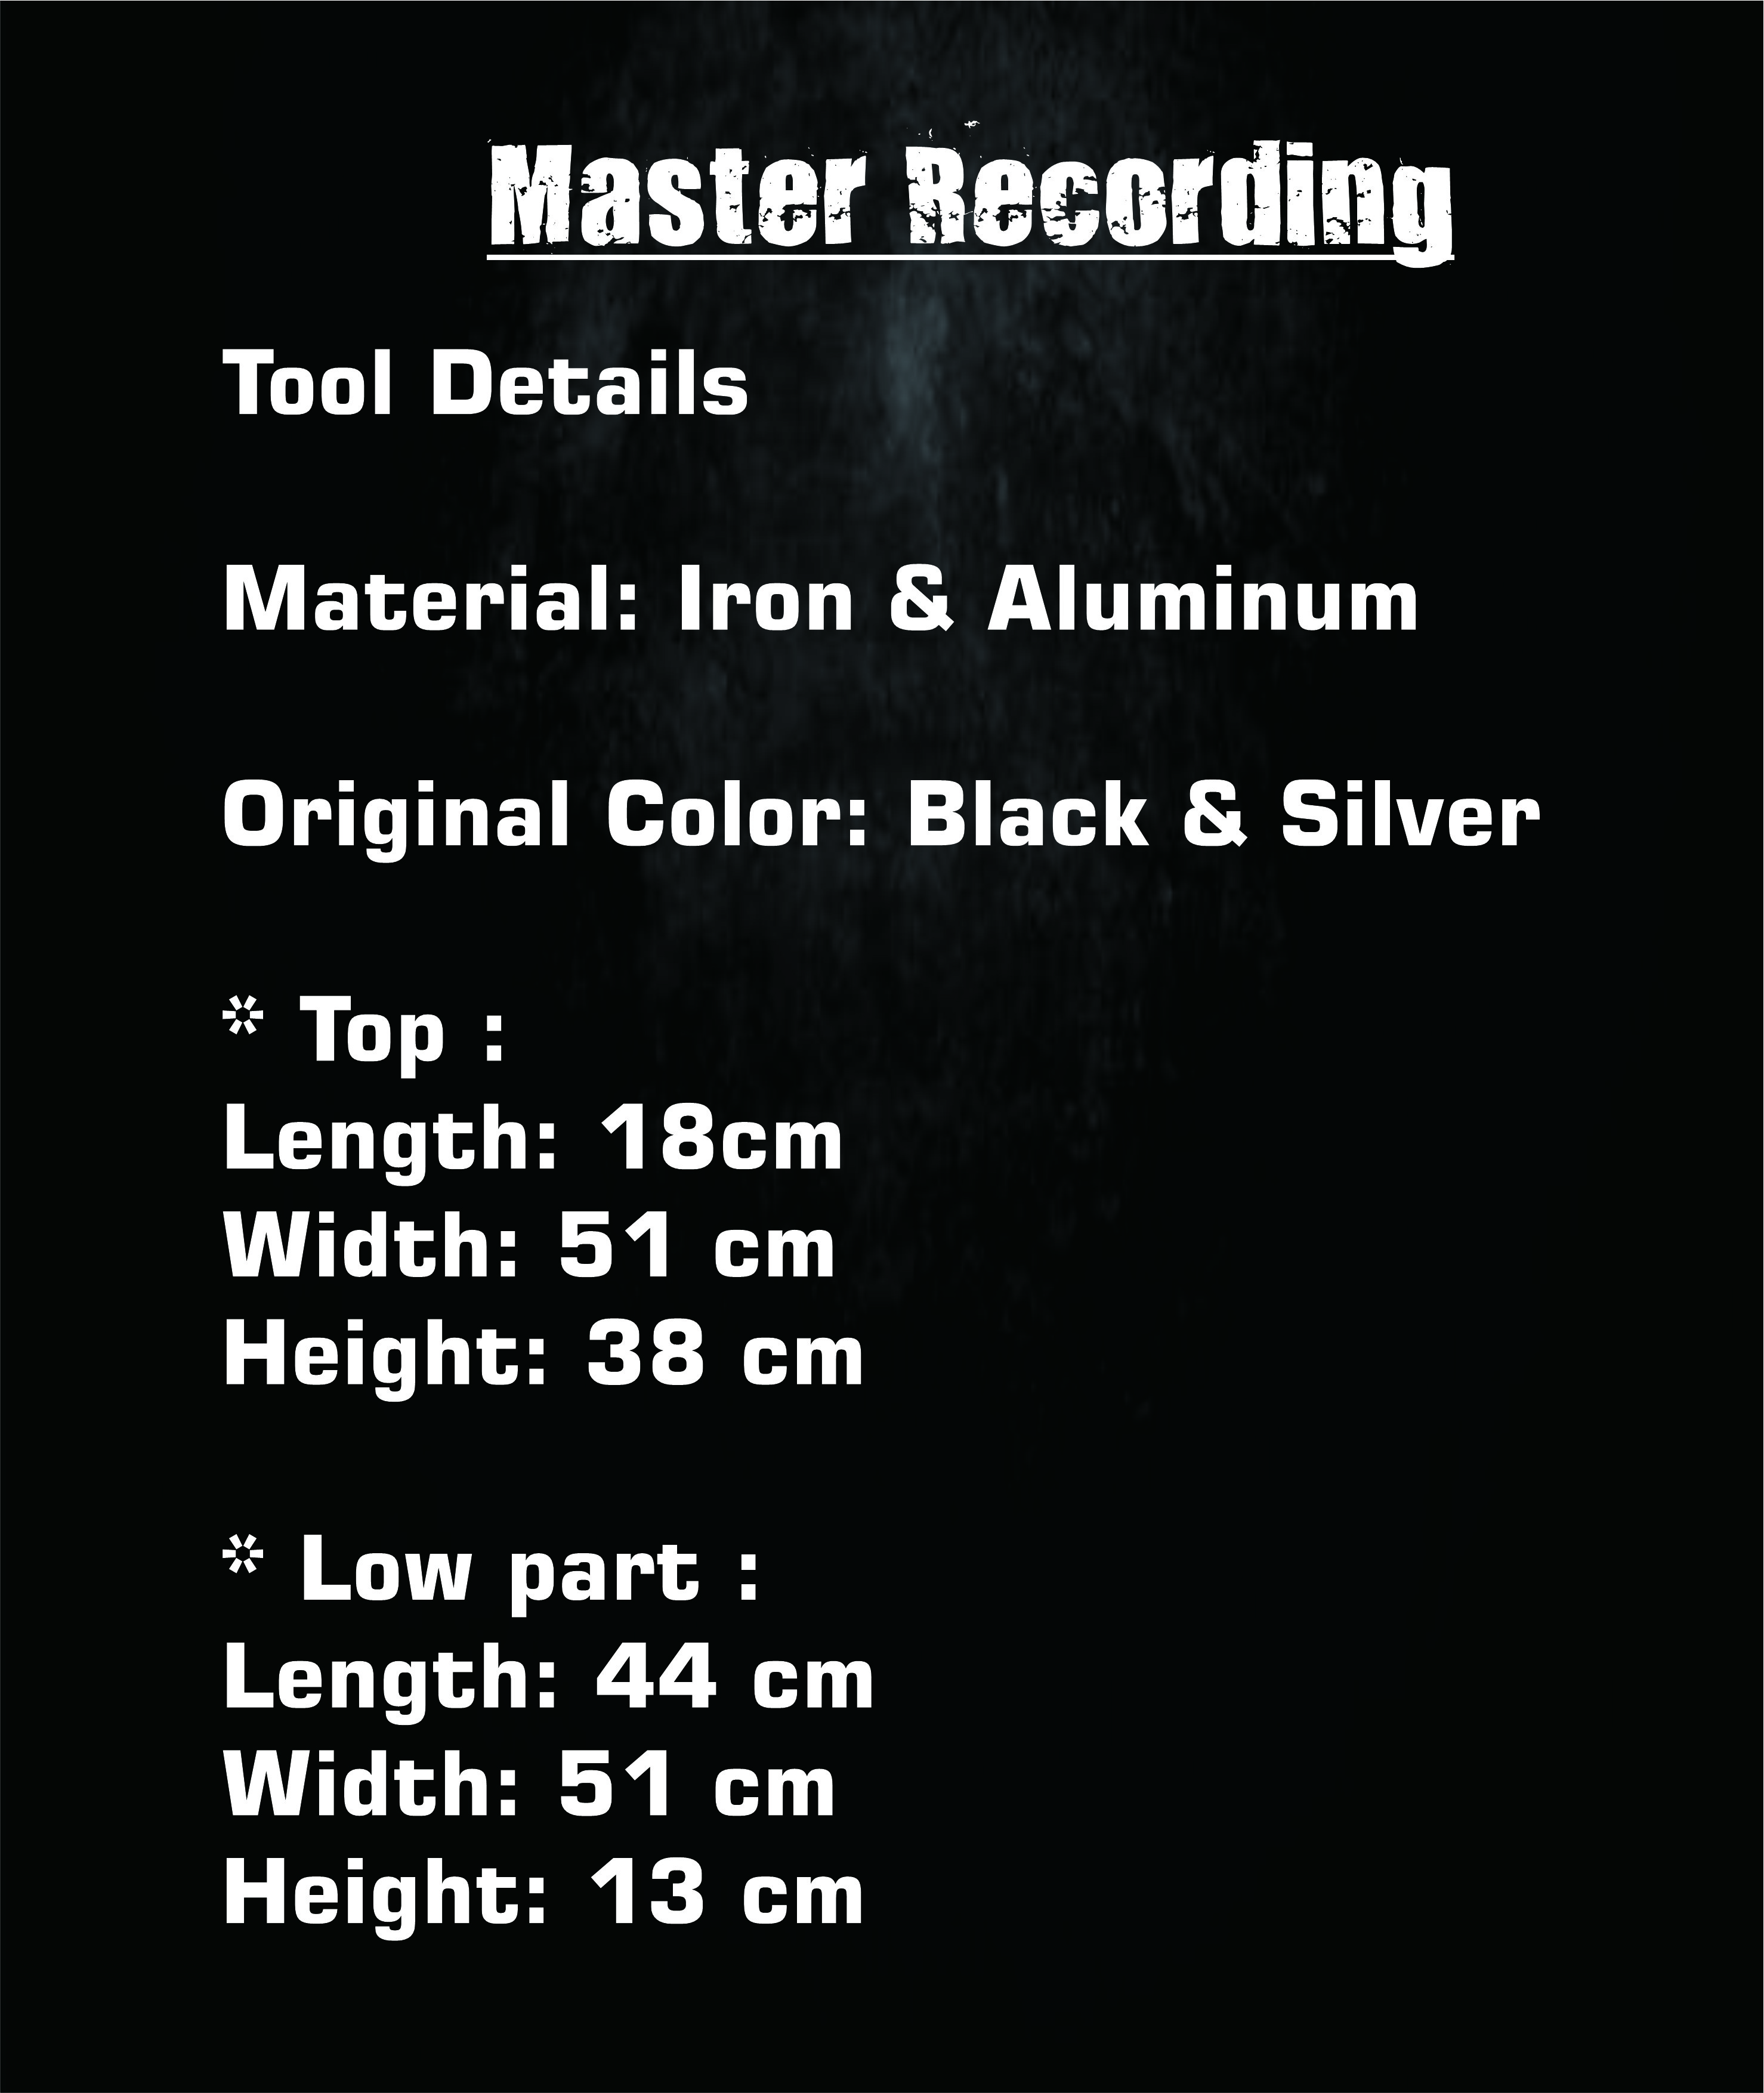 Master Recording
Tool Details
Material: Iron & Aluminum
Original Color: Black & Silver
* Top :
Length: 18cm
Width: 51 cm
Height: 38 cm
* Low part :
Length: 44 cm
Width: 51 cm
Height: 13 cm